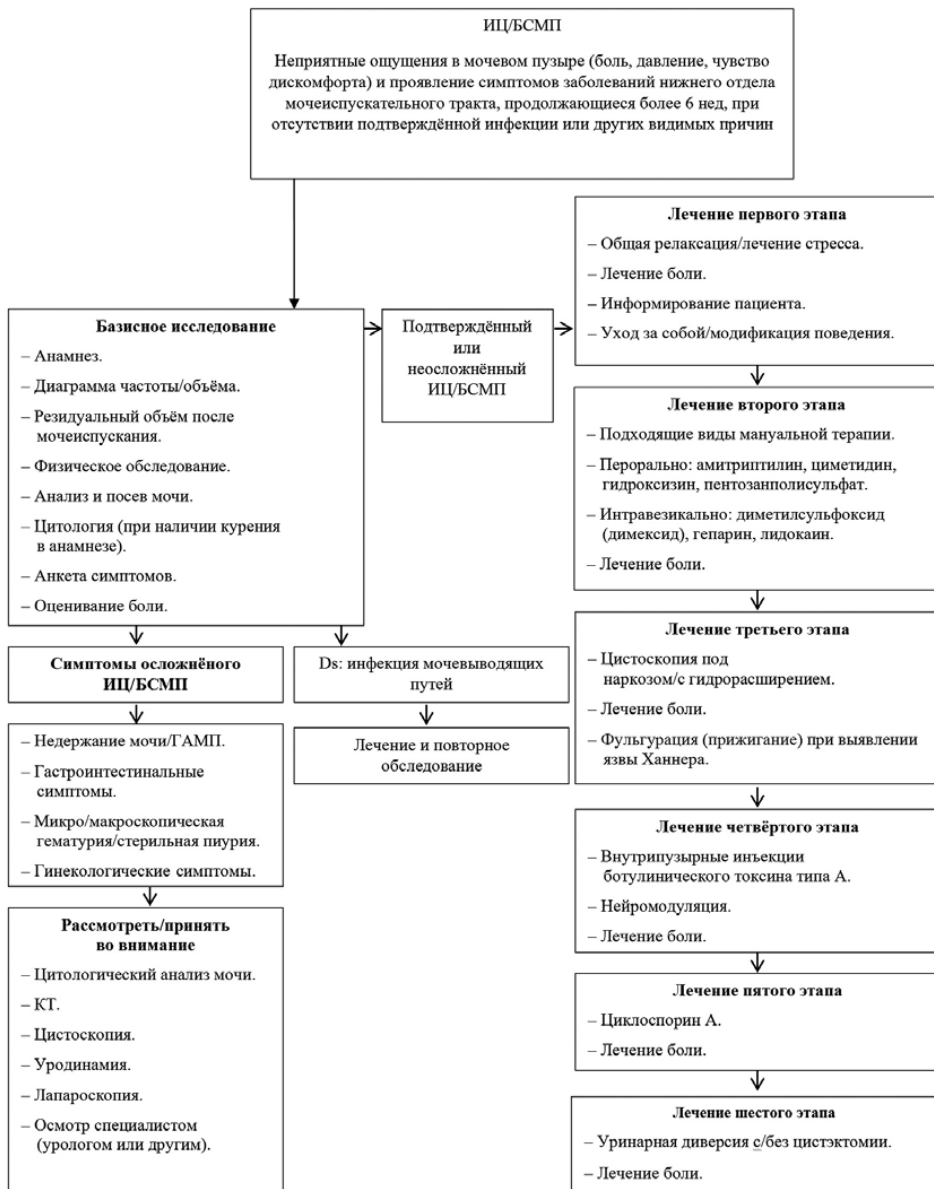 ИЦ/БСМП
Неприятные ощущения в мочевом пузыре (боль, давление, чувство
дискомфорта) и проявление симптомов заболеваний нижнего отдела
мочеиспускательного тракта, продолжающиеся более 6 нед, при
отсутствии подтверждённой инфекции или других видимых причин
Базисное исследование
– Анамнез.
– Диаграмма частоты/объёма.
– Резидуальный объём после
мочеиспускания.
– Физическое обследование.
– Анализ и посев мочи.
– Цитология (при наличии курения
в анамнезе).
– Анкета симптомов.
– Оценивание боли.
Подтверждённый
или
неосложнённый
ИЦ/БСМП
Симптомы осложнёного
ИЦ/БСМП
– Недержание мочи/ГАМП.
– Гастроинтестинальные
симптомы.
– Микро/макроскопическая
гематурия/стерильная пиурия.
– Гинекологические симптомы.
Рассмотреть/принять
во внимание
– Цитологический анализ мочи.
– КТ.
– Цистоскопия.
– Уродинамия.
– Лапароскопия.
– Осмотр специалистом
(урологом или другим).
Ds: инфекция мочевыводящих
путей
Лечение и повторное
обследование
Лечение первого этапа
– Общая релаксация/лечение стресса.
– Лечение боли.
– Информирование пациента.
– Уход за собой/модификация поведения.
Лечение второго этапа
– Подходящие виды мануальной терапии.
– Перорально: амитриптилин, циметидин,
гидроксизин, пентозанполисульфат.
– Интравезикально: диметилсульфоксид
(димексид), гепарин, лидокаин.
– Лечение боли.
Лечение третьего этапа
– Цистоскопия под
наркозом/с гидрорасширением.
– Лечение боли.
– Фульгурация (прижигание) при выявлении
язвы Ханнера.
Лечение четвёртого этапа
– Внутрипузырные инъекции
ботулинического токсина типа А.
– Нейромодуляция.
– Лечение боли.
Лечение пятого этапа
– Циклоспорин А.
– Лечение боли.
Лечение шестого этапа
– Уринарная диверсия с/без цистэктомии.
– Лечение боли.